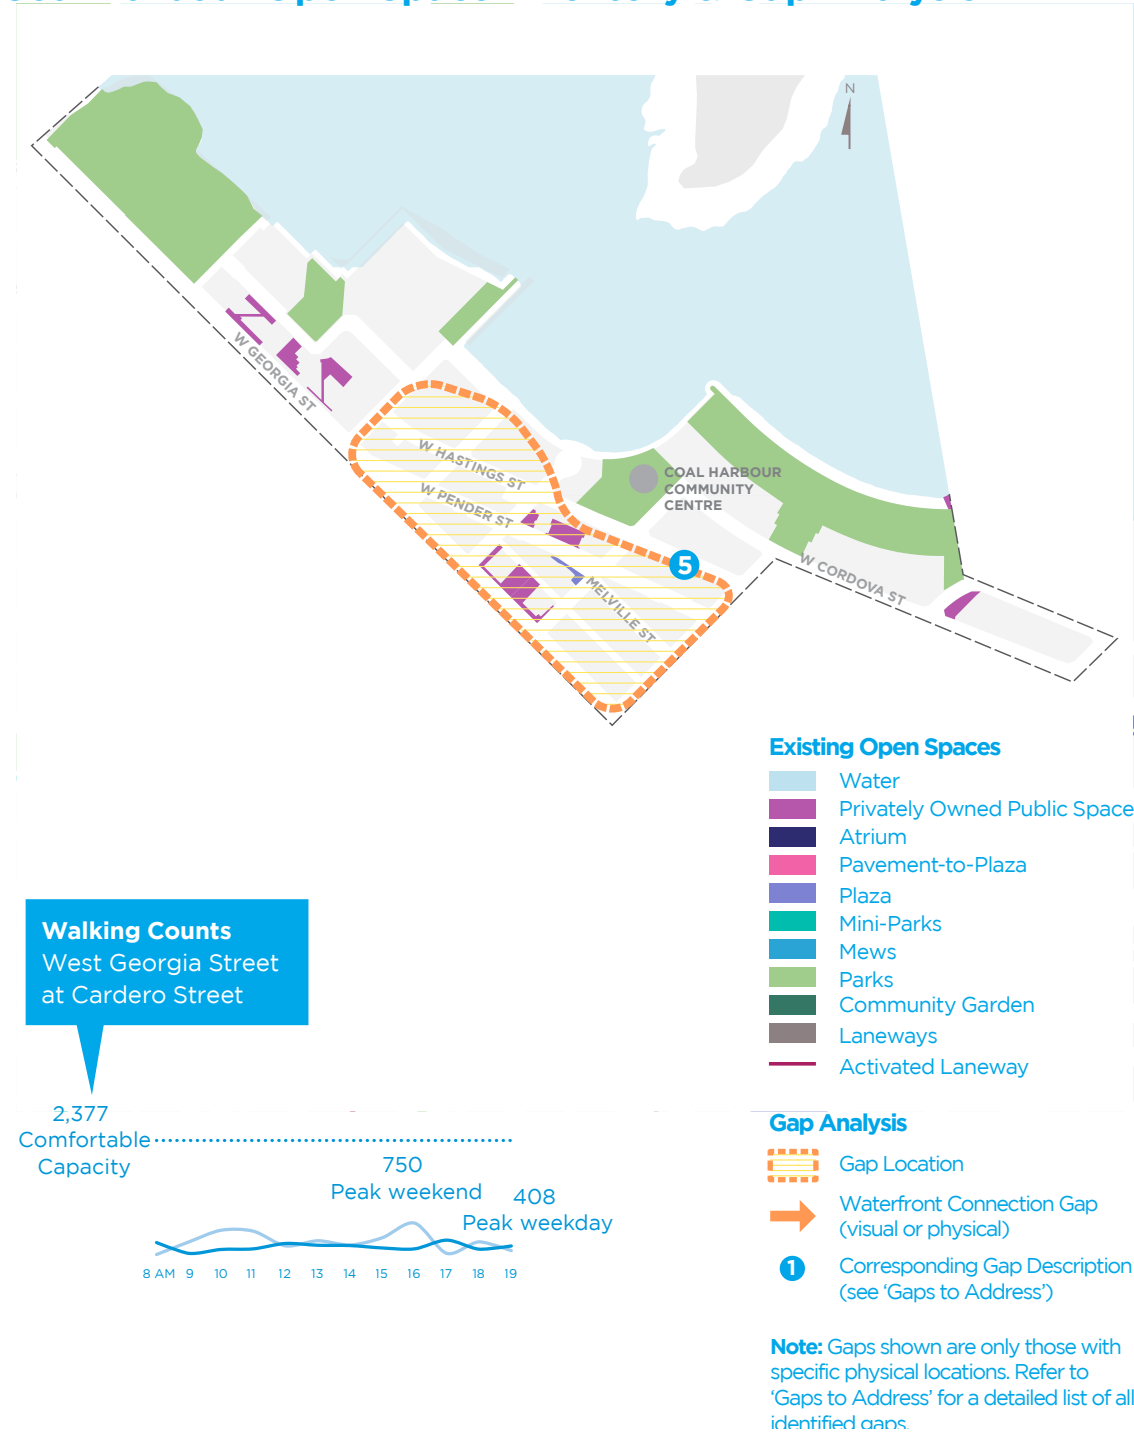 N
W GEORGIA ST
W HASTINGS ST
W PENDER ST
COAL HARBOUR
COMMUNITY
CENTRE
5
MELVILLE ST
W CORDOVA ST
Existing Open Spaces
Water
Privately Owned Public Space
Atrium
Pavement-to-Plaza
Plaza
Mini-Parks
Mews
Parks
Community Garden
Laneways
Activated Laneway
Walking Counts
West Georgia Street
at Cardero Street
2,377
Comfortable
Capacity
750
Peak weekend
408
Peak weekday
8 AM 9 10 11 12 13 14 15 16 17 18 19
Gap Analysis
Gap Location
Waterfront Connection Gap
(visual or physical)
1
Corresponding Gap Description
(see ‘Gaps to Address’)
Note: Gaps shown are only those with
specific physical locations. Refer to
‘Gaps to Address’ for a detailed list of all
identified gaps.